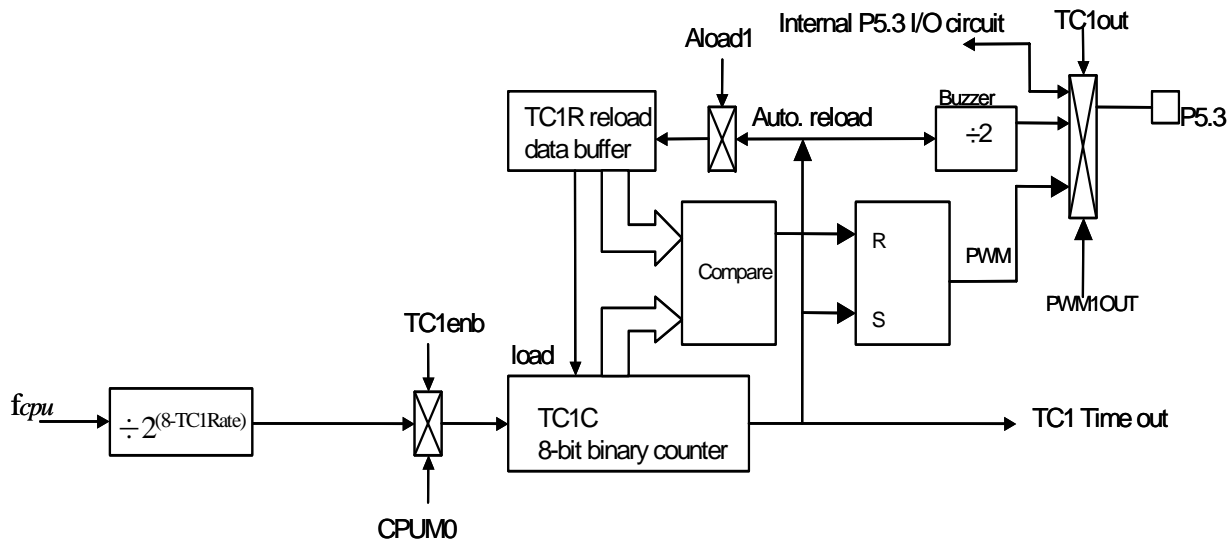 Internal P5.3 I/O circuit
TC1out
Aload1
TC1R reload
data buffer
Auto. reload
Buzzer
÷2
P5.3
R
Compare
PWM
S
PWM1OUT
TC1enb
load
fcpu
÷2(8-TC1Rate)
TC1C
8-bit binary counter
TC1 Time out
CPUM0